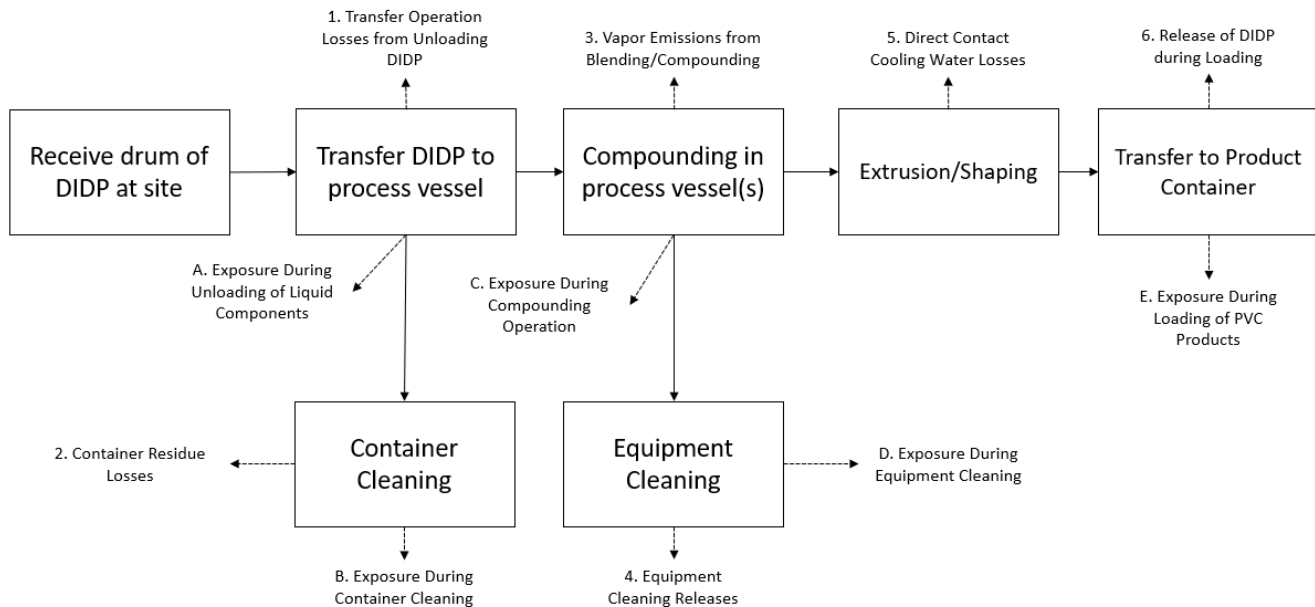 1. Transfer Operation
Losses from Unloading
DIDP
3. Vapor Emissions from
Blending/Compounding
5. Direct Contact
Cooling Water Losses
6. Release of DIDP
during Loading
Receive drum of
DIDP at site
Transfer DIDP to
process vessel
Compounding in
process vessel(s)
Extrusion/Shaping
Transfer to Product
Container
A. Exposure During
Unloading of Liquid
Components
C. Exposure During
Compounding
Operation
E. Exposure During
Loading of PVC
Products
2. Container Residue
Losses
Container
Cleaning
Equipment
Cleaning
D. Exposure During
Equipment Cleaning
B. Exposure During
Container Cleaning
4. Equipment
Cleaning Releases